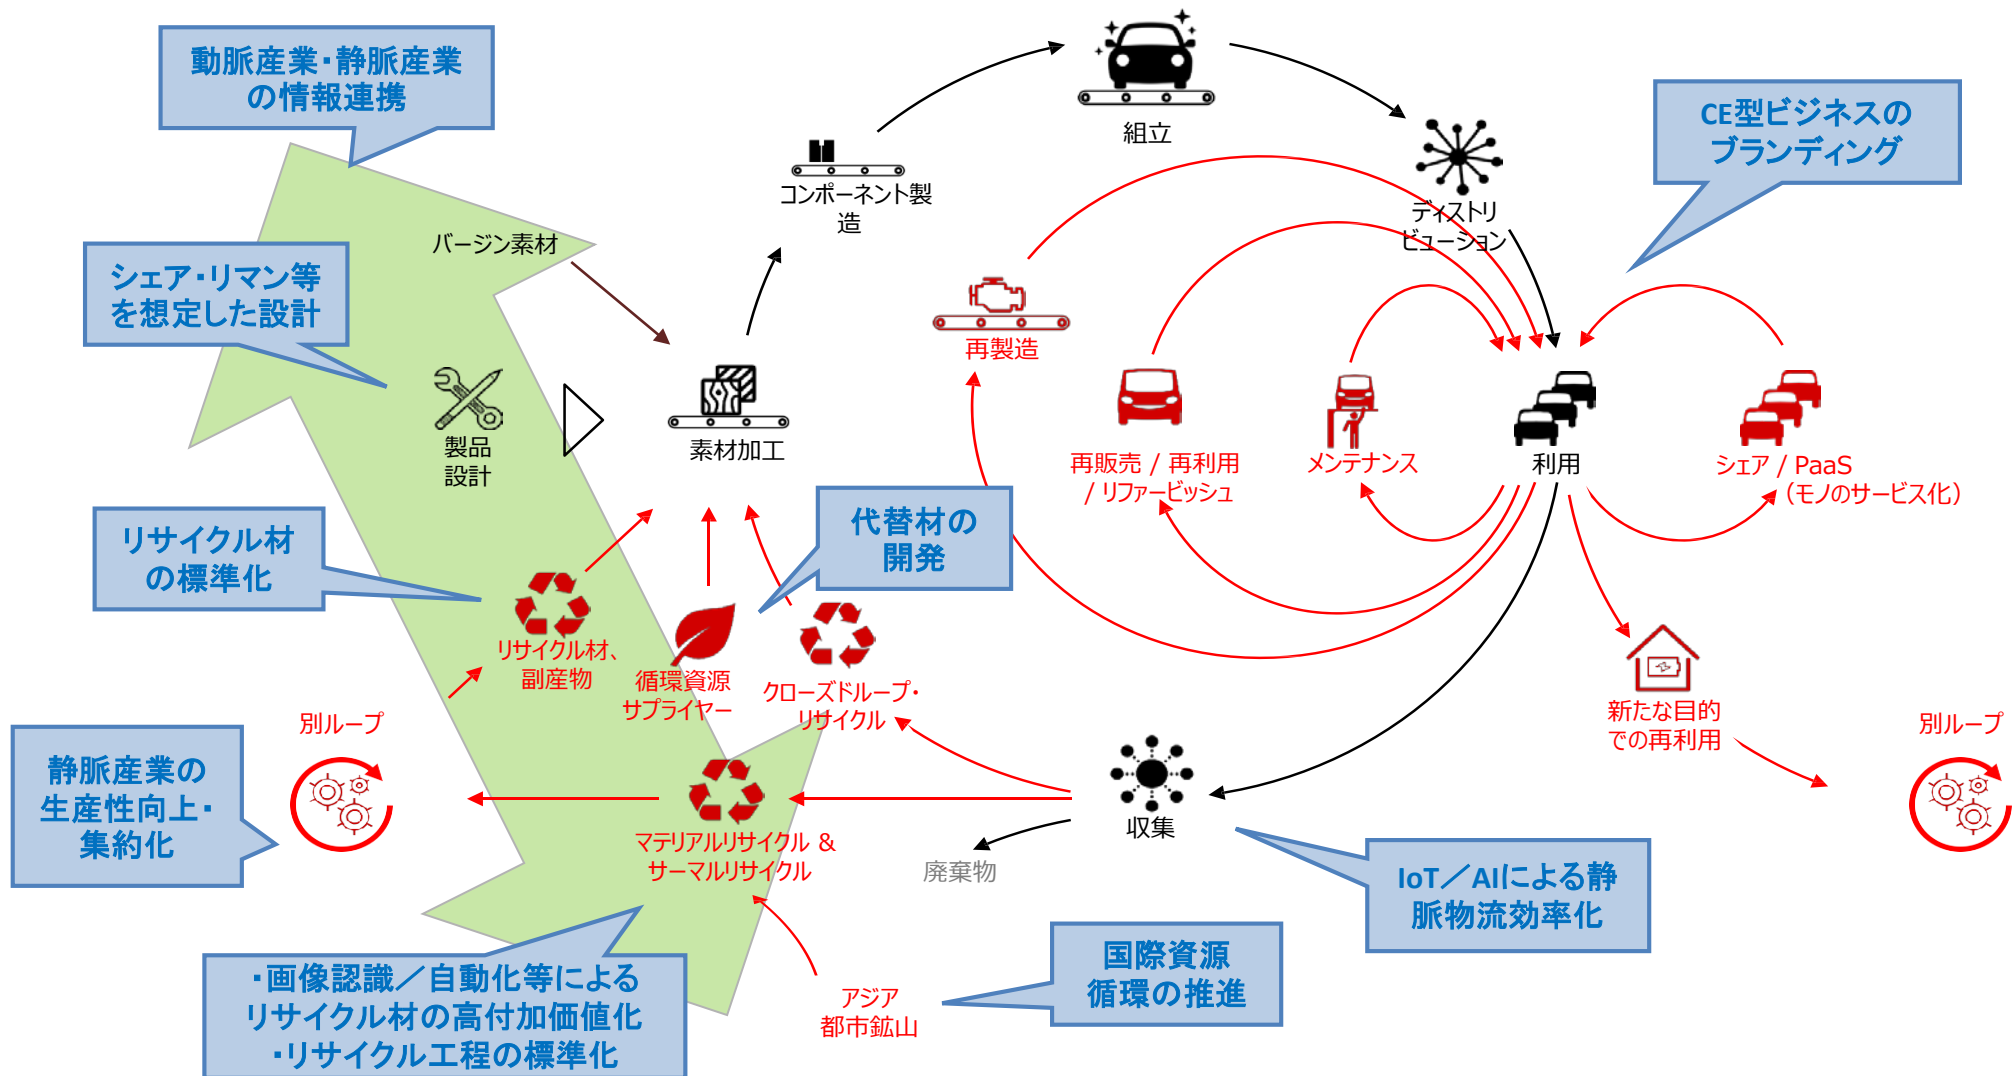 動脈産業・静脈産業
の情報連携
組立
CE型ビジネスの
ブランディング
コンポーネント製
造
ディストリ
ビューション
バージン素材
シェア・リマン等
を想定した設計
再製造
製品
設計
素材加工
再販売 / 再利用
/ リファービッシュ
メンテナンス
利用
シェア / PaaS
（モノのサービス化）
リサイクル材
の標準化
代替材の
開発
リサイクル材、
副産物
循環資源
サプライヤー
クローズドループ・
リサイクル
新たな目的
での再利用
別ループ
別ループ
静脈産業の
生産性向上・
集約化
マテリアルリサイクル &
サーマルリサイクル
収集
廃棄物
IoT／AIによる静
脈物流効率化
・画像認識／自動化等による
リサイクル材の高付加価値化
・リサイクル工程の標準化
アジア
都市鉱山
国際資源
循環の推進